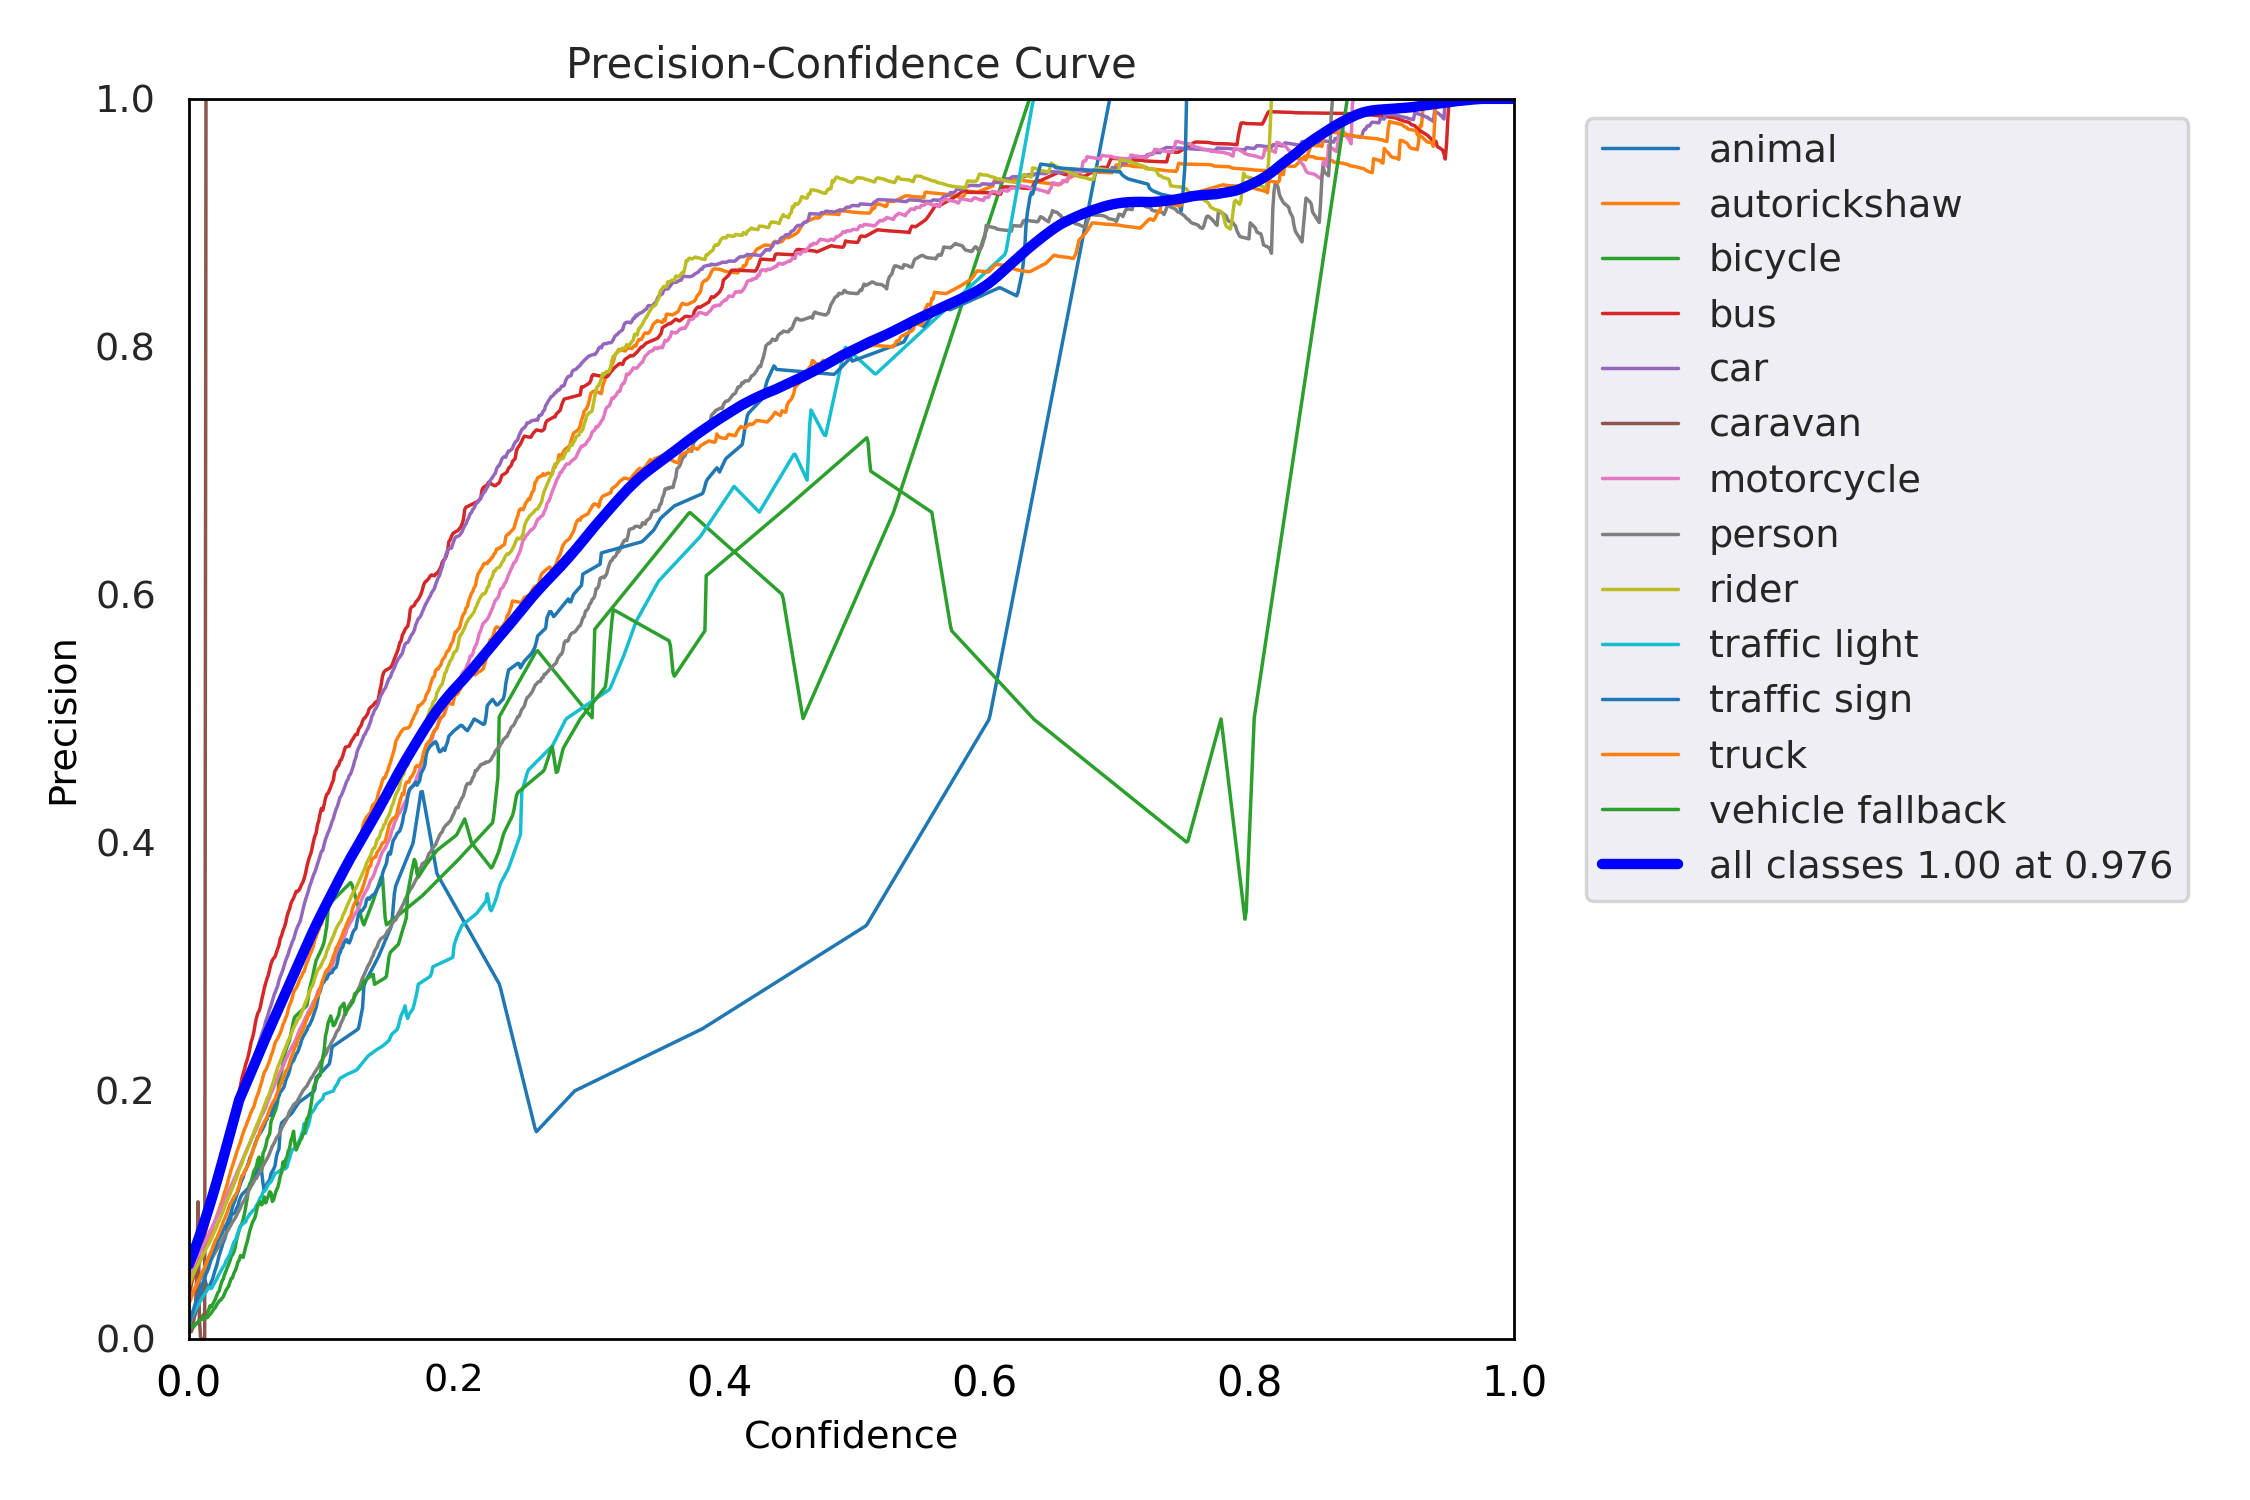 Precision-Confidence Curve
1.0
0.8
0.6
0.4
0.2
0.0
Precision
0.0 0.2 0.4 0.6 0.8 1.0
Confidence
animal
autorickshaw
bicycle
bus
car
caravan
motorcycle
person
rider
traffic light
traffic sign
truck
vehicle fallback
all classes 1.00 at 0.976